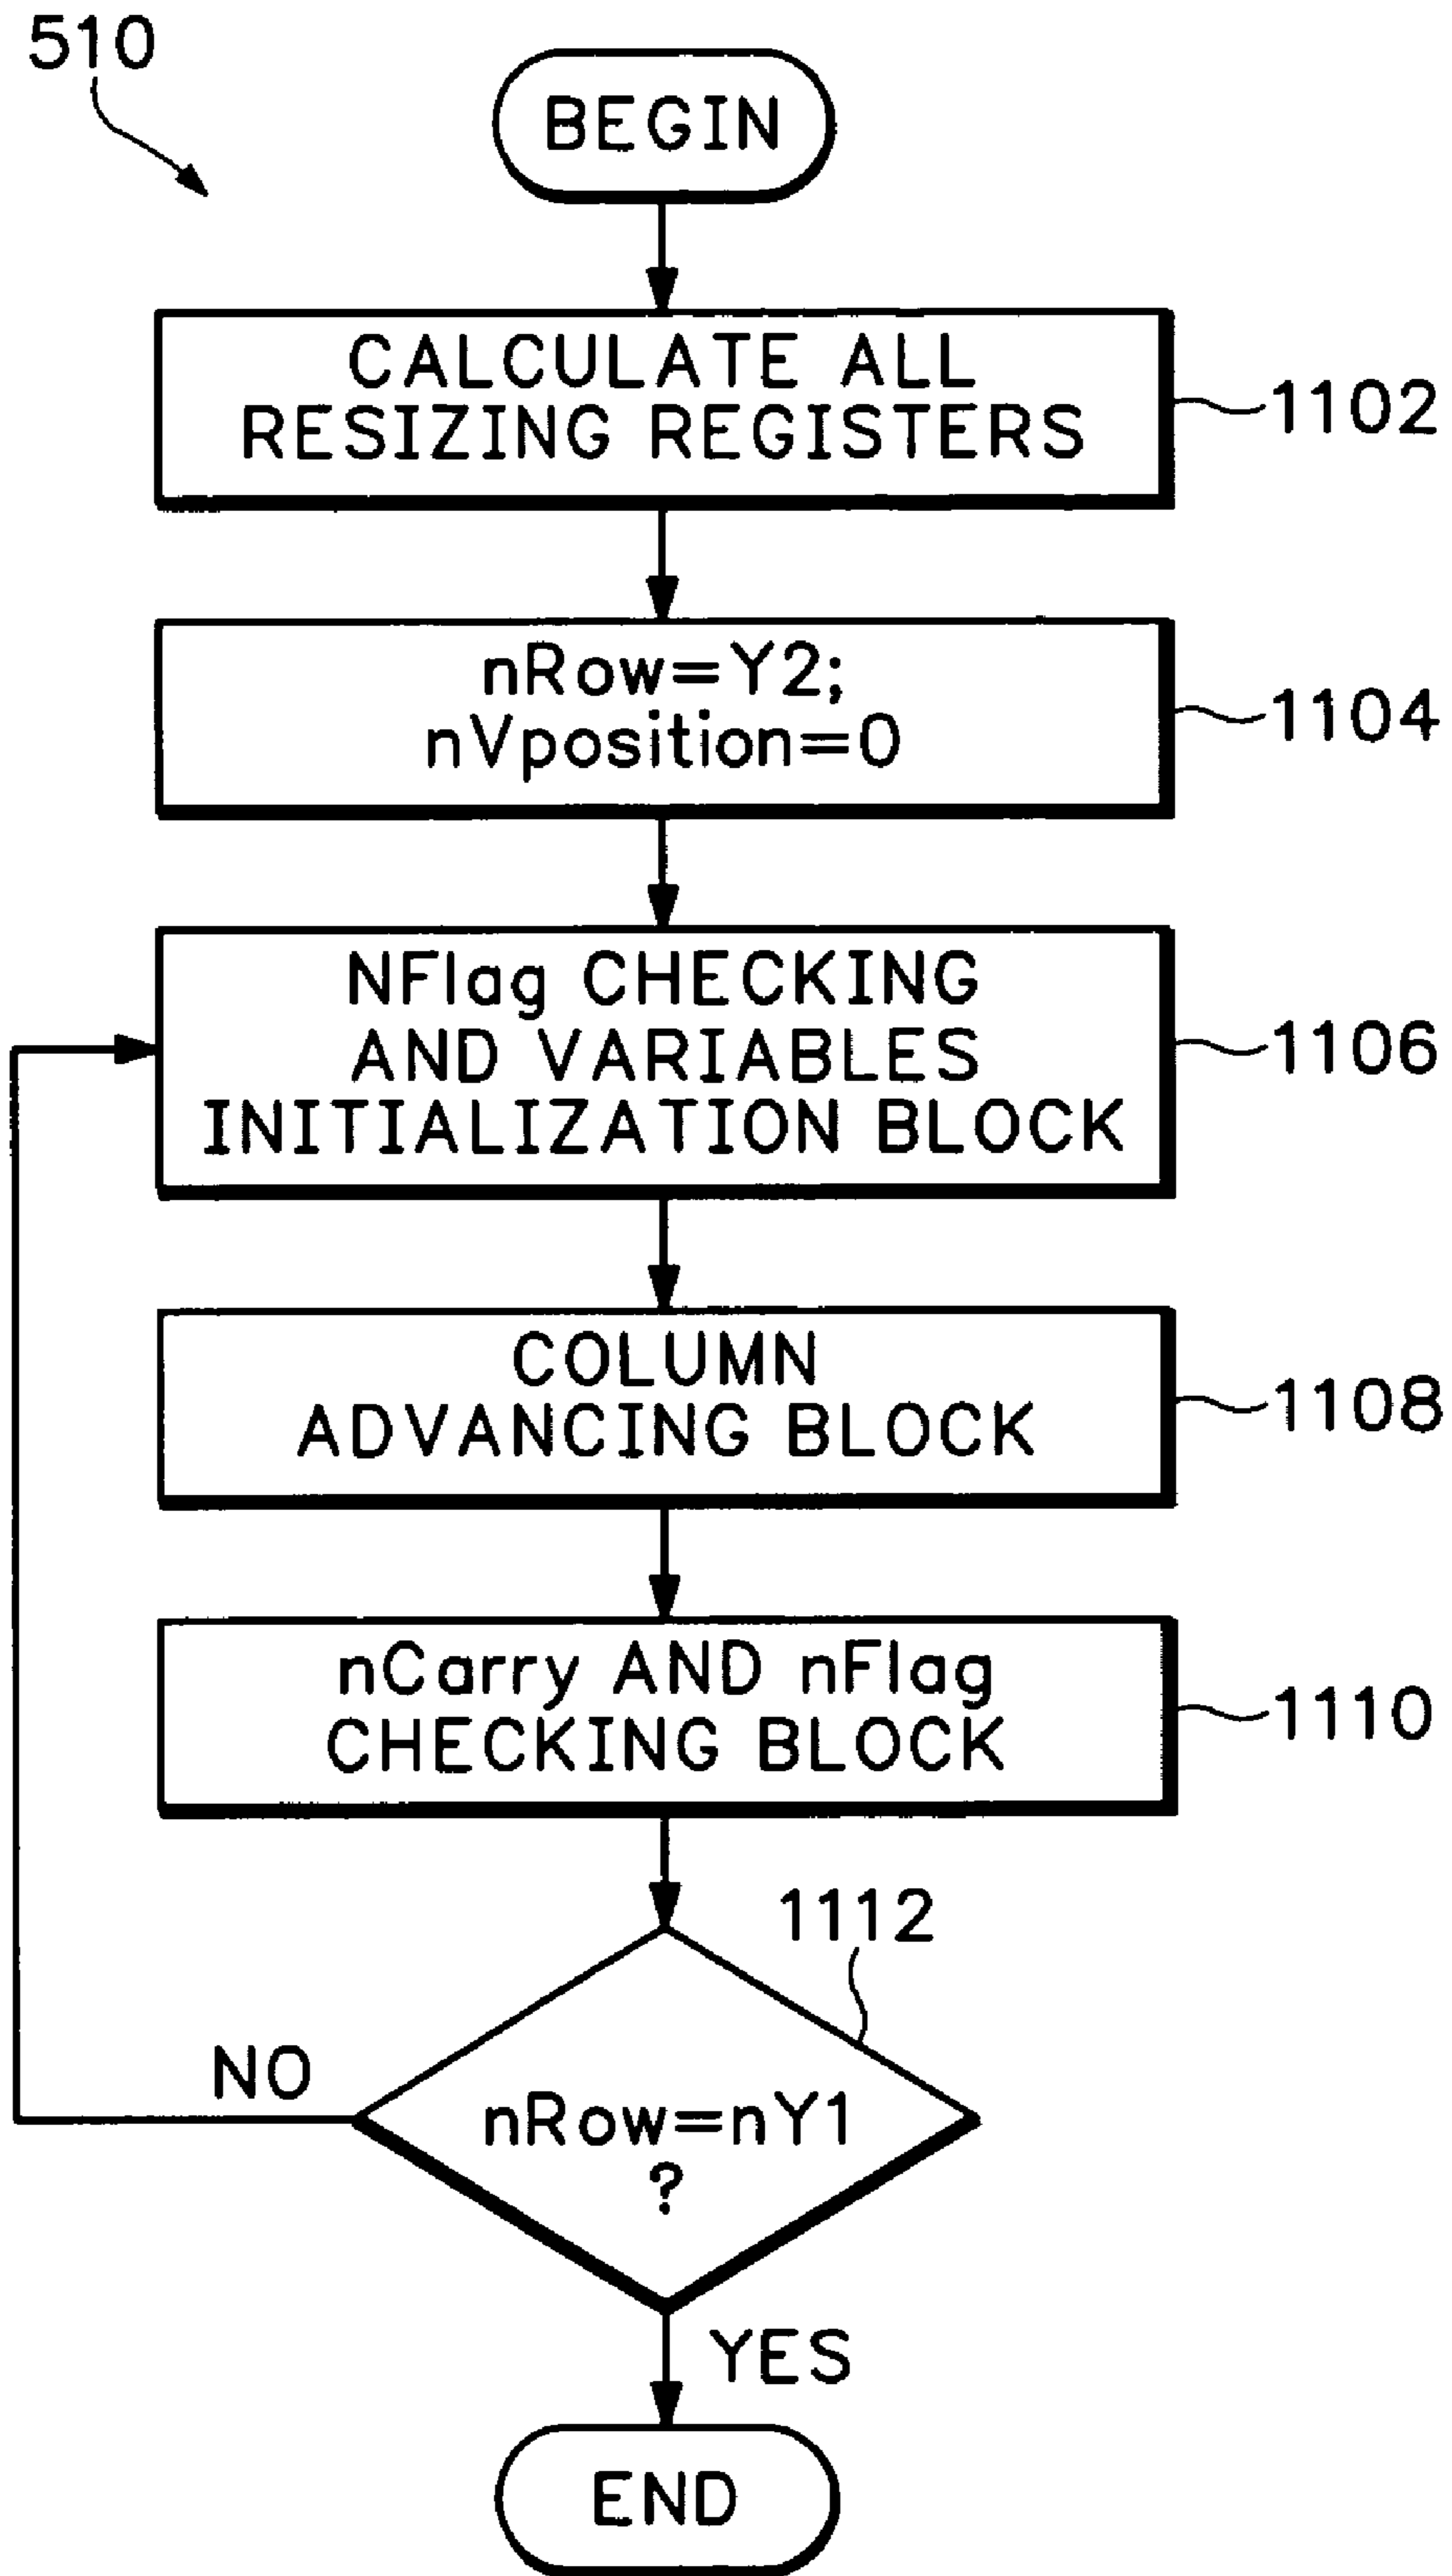 510
BEGIN
CALCULATE ALL
RESIZING REGISTERS
1102
nRow=Y2;
nVposition=0
1104
NFlag CHECKING
AND VARIABLES
INITIALIZATION BLOCK
1106
COLUMN
ADVANCING BLOCK
1108
nCarry AND nFlag
CHECKING BLOCK
1110
1112
NO
nRow=nY1
?
YES
END